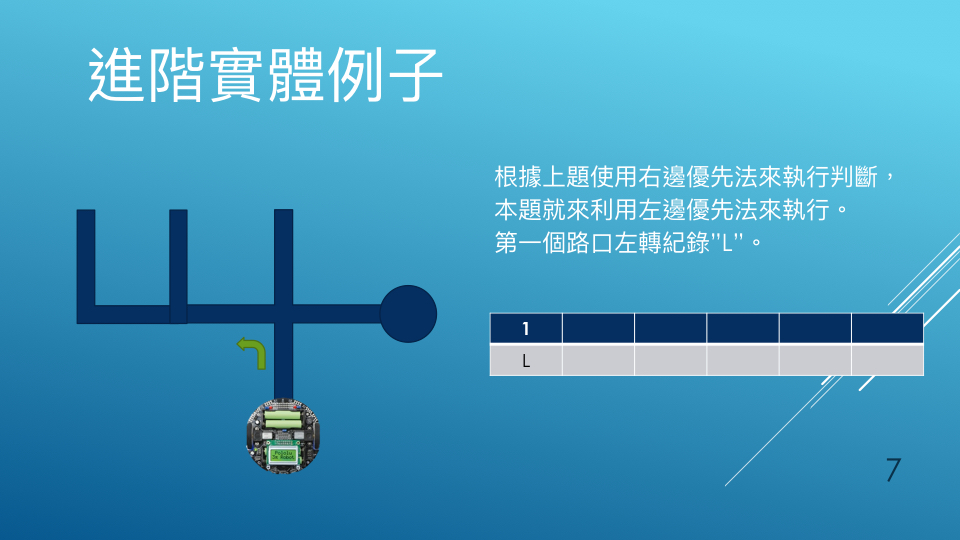 進階實體例子
根據上題使用右邊優先法來執行判斷，
本題就來利用左邊優先法來執行。
第一個路口左轉紀錄”L”。
1
L
7